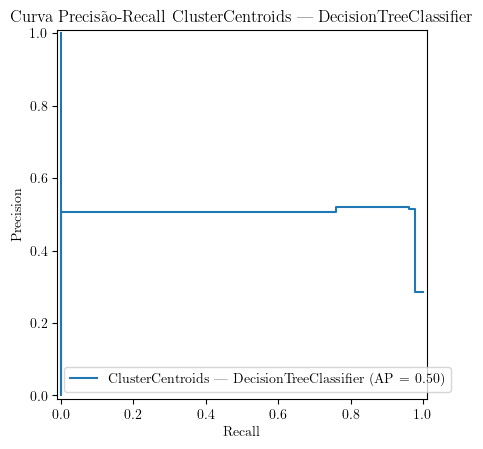 Curva Precisão-Recall ClusterCentroids — DecisionTreeClassifier
1.0
0.8
0.6
0.4
0.2
0.0
Precision
ClusterCentroids — DecisionTreeClassifier (AP = 0.50)
0.0 0.2 0.4 0.6 0.8 1.0
Recall